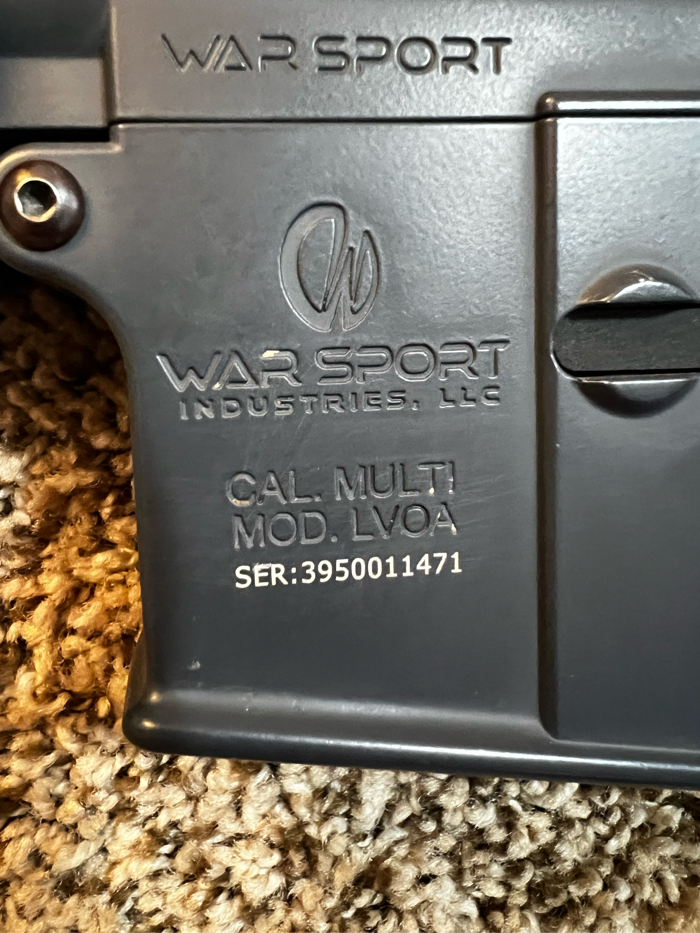 WAR SPORT
WAR SPORT
INDUSTRIES, LLC
CAL. MULTI
MOD. LVOA
SER:3950011471